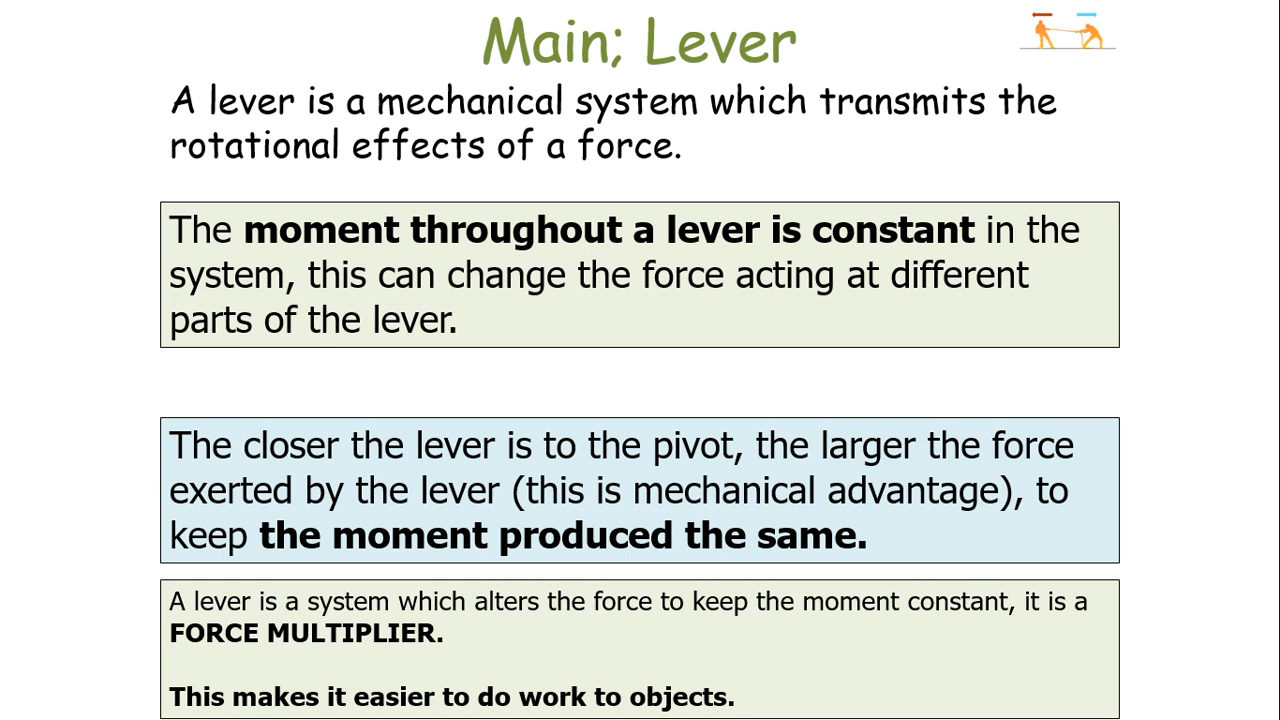 Main; Lever
A lever is a mechanical system which transmits the
rotational effects of a force.
The moment throughout a lever is constant in the
system, this can change the force acting at different
parts of the lever.
The closer the lever is to the pivot, the larger the force
exerted by the lever (this is mechanical advantage), to
keep the moment produced the same.
A lever is a system which alters the force to keep the moment constant, it is a
FORCE MULTIPLIER.
This makes it easier to do work to objects.